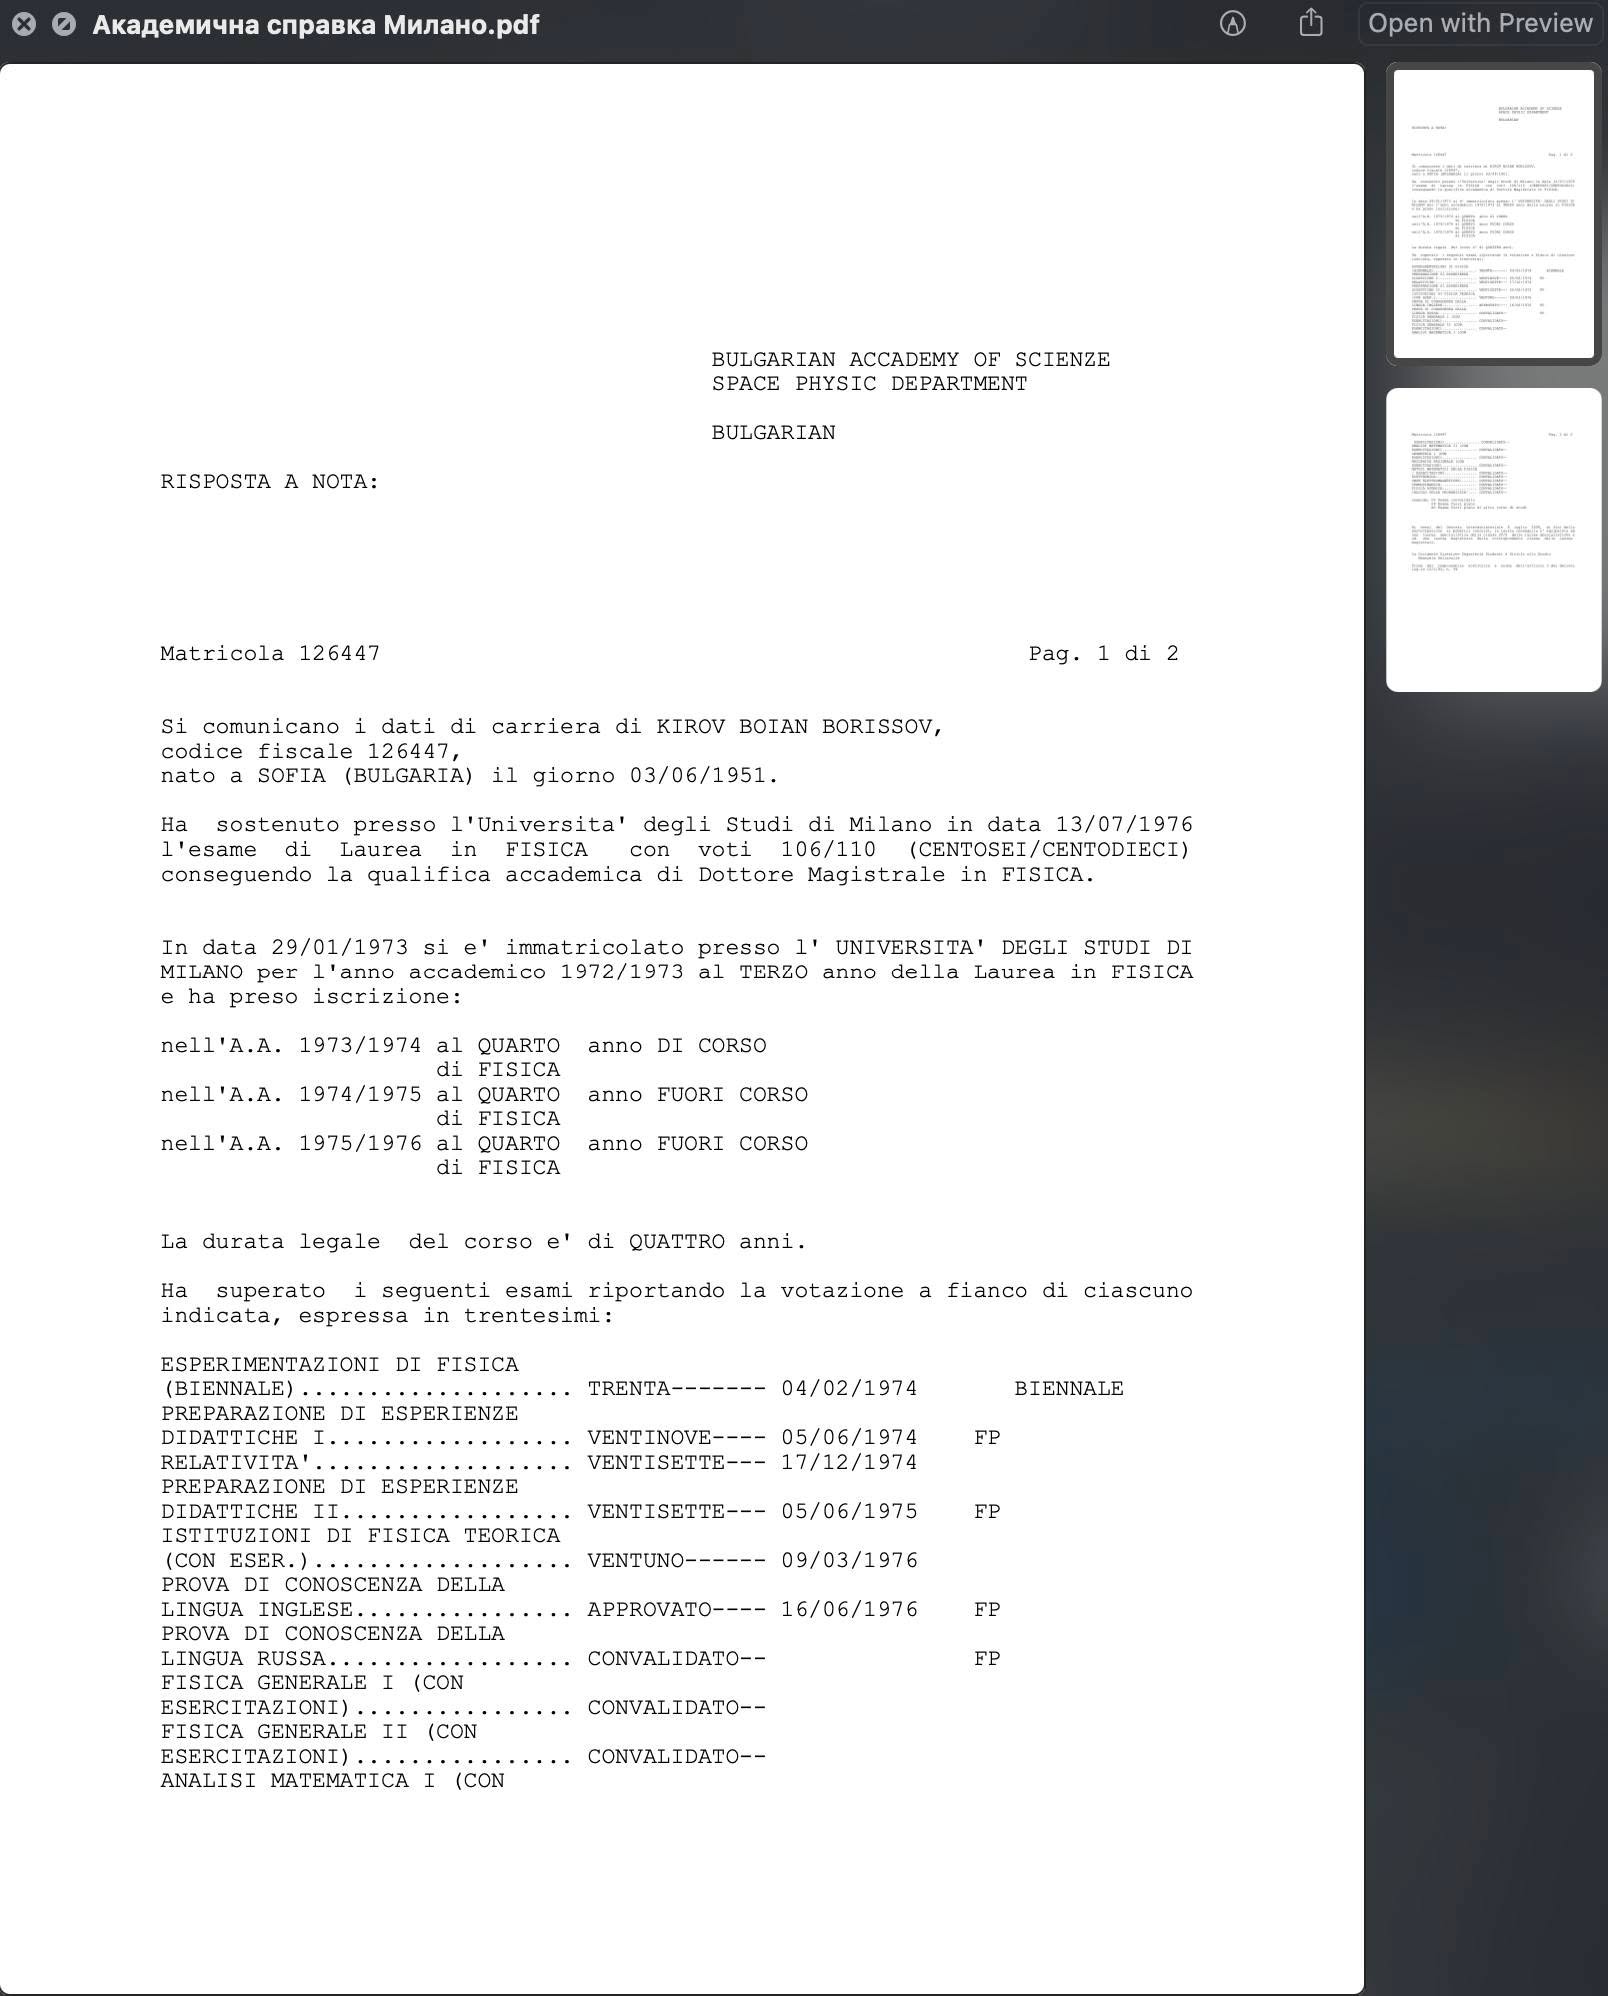 Академична справка Милано.pdf
Open with Preview
BULGARIAN ACCADEMY OF SCIENZE
SPACE PHYSIC DEPARTMENT
BULGARIAN
RISPOSTA A NOTA:
Matricola 126447 Pag. 1 di 2
Si comunicano i dati di carriera di KIROV BOIAN BORISSOV,
codice fiscale 126447,
nato a SOFIA (BULGARIA) il giorno 03/06/1951.
Ha sostenuto presso l'Universita' degli Studi di Milano in data 13/07/1976
l'esame di Laurea in FISICA con voti 106/110 (CENTOSEI/CENTODIECI)
conseguendo la qualifica accademica di Dottore Magistrale in FISICA.
In data 29/01/1973 si e' immatricolato presso l' UNIVERSITA' DEGLI STUDI DI
MILANO per l'anno accademico 1972/1973 al TERZO anno della Laurea in FISICA
e ha preso iscrizione:
nell'A.A. 1973/1974 al QUARTO anno DI CORSO
di FISICA
nell'A.A. 1974/1975 al QUARTO anno FUORI CORSO
di FISICA
nell'A.A. 1975/1976 al QUARTO anno FUORI CORSO
di FISICA
La durata legale del corso e' di QUATTRO anni.
Ha superato i seguenti esami riportando la votazione a fianco di ciascuno
indicata, espressa in trentesimi:
ESPERIMENTAZIONI DI FISICA
(BIENNALE).................... TRENTA------- 04/02/1974 BIENNALE
PREPARAZIONE DI ESPERIENZE
DIDATTICHE I.................. VENTINOVE---- 05/06/1974 FP
RELATIVITA'................... VENTISETTE--- 17/12/1974
PREPARAZIONE DI ESPERIENZE
DIDATTICHE II................. VENTISETTE--- 05/06/1975 FP
ISTITUZIONI DI FISICA TEORICA
(CON ESER.)................... VENTUNO------ 09/03/1976
PROVA DI CONOSCENZA DELLA
LINGUA INGLESE................ APPROVATO---- 16/06/1976 FP
PROVA DI CONOSCENZA DELLA
LINGUA RUSSA.................. CONVALIDATO-- FP
FISICA GENERALE I (CON
ESERCITAZIONI)................ CONVALIDATO--
FISICA GENERALE II (CON
ESERCITAZIONI)................ CONVALIDATO--
ANALISI MATEMATICA I (CON